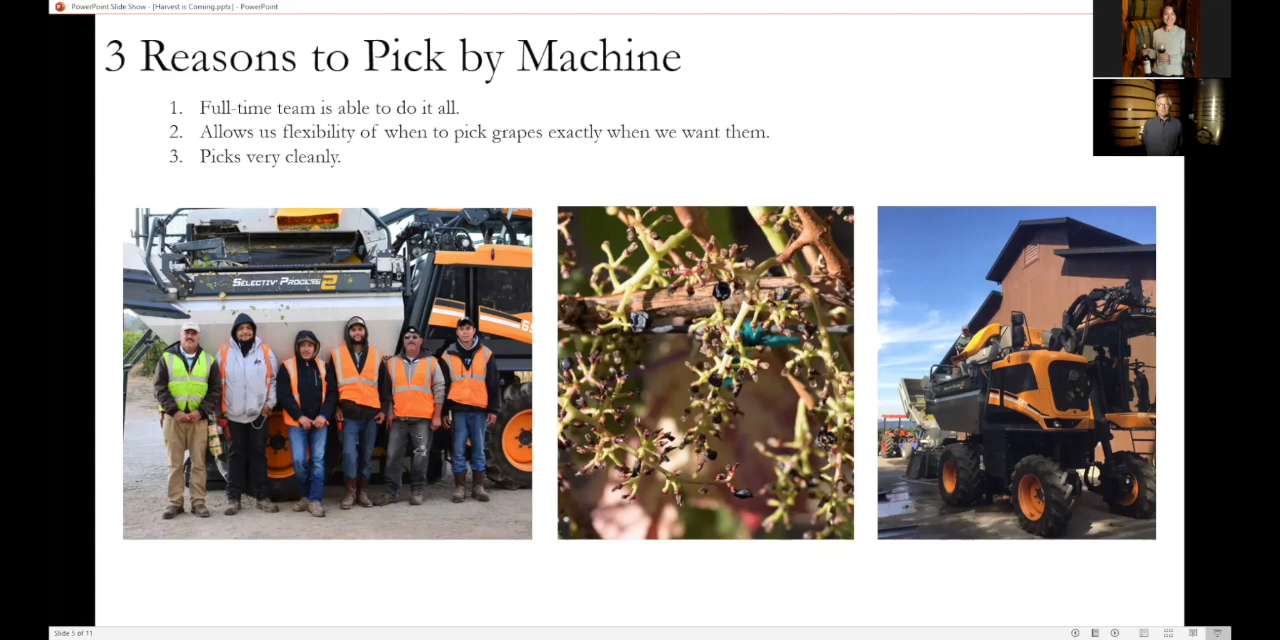 PowerPoint Slide Show - [Harvest is Coming.pptx] - PowerPoint
3 Reasons to Pick by Machine
1. Full-time team is able to do it all.
2. Allows us flexibility of when to pick grapes exactly when we want them.
3. Picks very cleanly.
SELECTIV' PROCESS 2
Slide 5 of 11